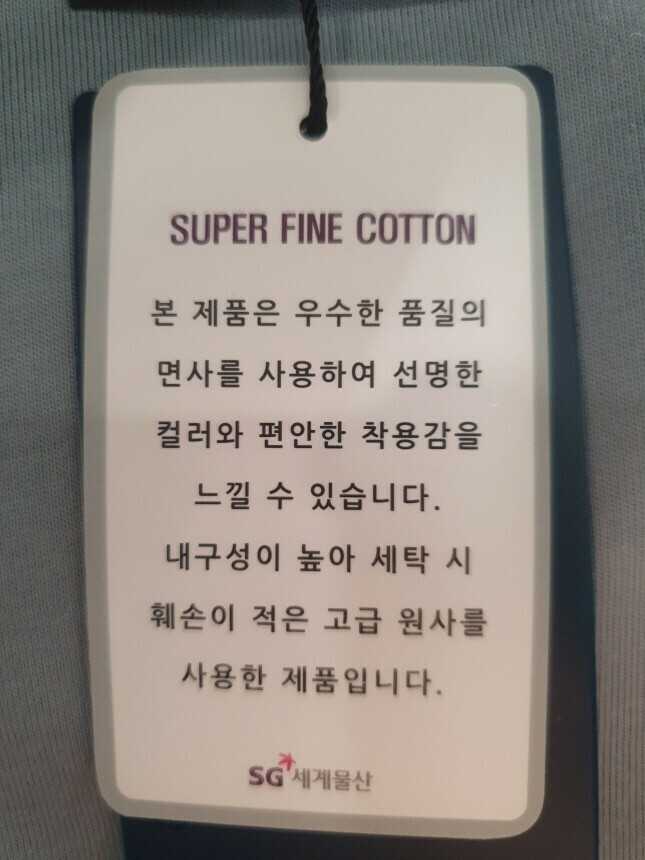 SUPER FINE COTTON
본 제품은 우수한 품질의
면사를 사용하여 선명한
컬러와 편안한 착용감을
느낄 수 있습니다.
내구성이 높아 세탁 시
훼손이 적은 고급 원사를
사용한 제품입니다.
SG 세계물산